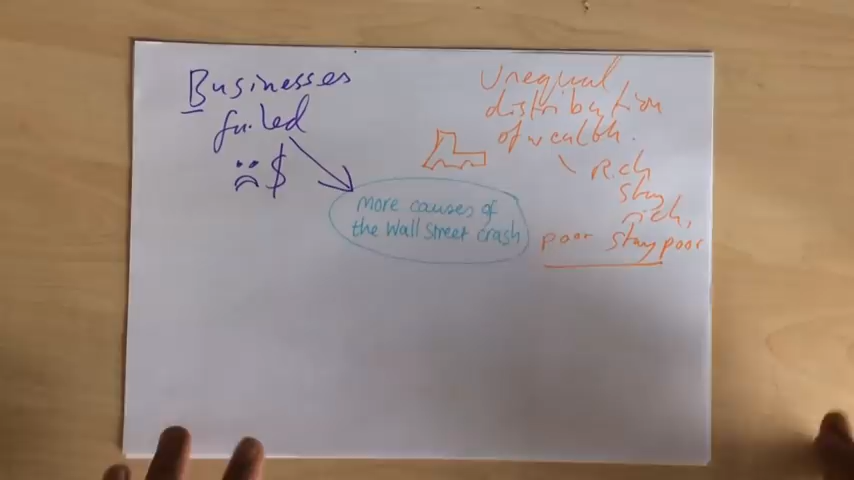 Businesses
failed
$
Unequal
distribution
of wealth.
Rich
stay
rich,
poor stay poor
More causes of
the Wall Street crash